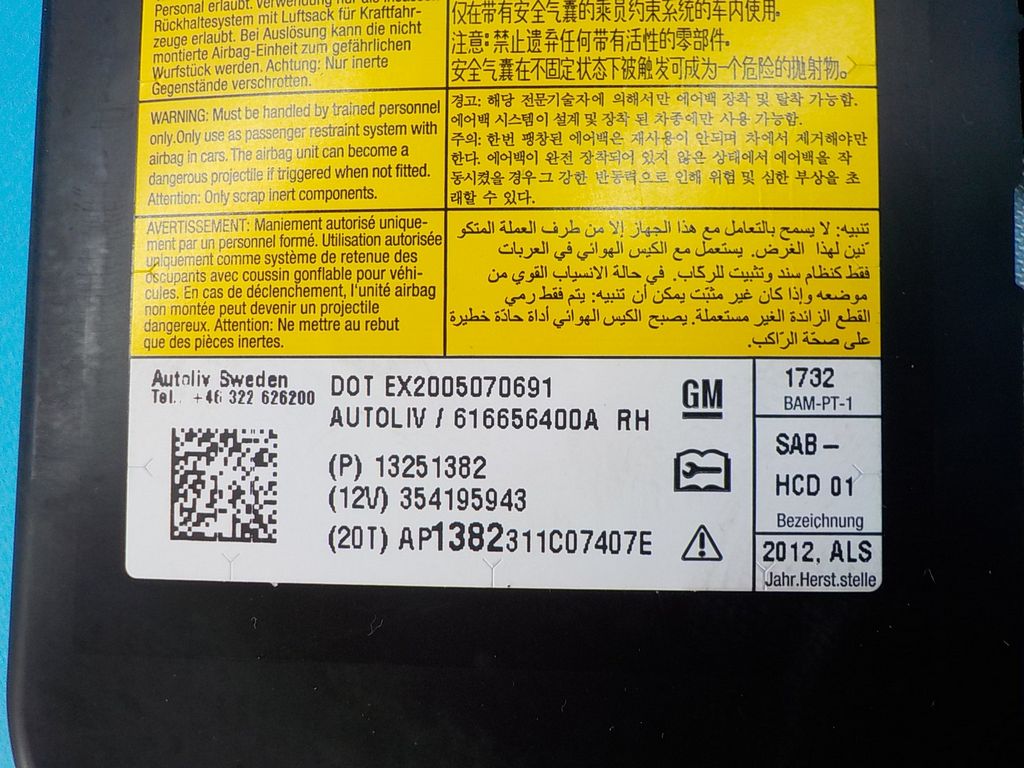 Personal erlaubt. Verwendung nur als Insassen-
Rückhaltesystem mit Luftsack für Kraftfahr-
zeuge erlaubt. Bei Auslösung kann die nicht
montierte Airbag-Einheit zum gefährlichen
Wurfstück werden. Achtung: Nur inerte
Gegenstände verschrotten.
仅在带有安全气囊的乘员约束系统的车内使用.
注意: 禁止遗弃任何带有活性的零部件.
安全气囊在不固定状态下被触发可成为一个危险的抛射物。
WARNING: Must be handled by trained personnel
only.Only use as passenger restraint system with
airbag in cars. The airbag unit can become a
dangerous projectile if triggered when not fitted.
Attention: Only scrap inert components.
경고: 해당 전문기술자에 의해서만 에어백 장착 및 탈착 가능함.
에어백 시스템이 설계 및 장착 된 차종에만 사용 가능함.
주의: 한번 팽창된 에어백은 재사용이 안되며 차에서 제거해야만
한다. 에어백이 완전 장착되어 있지 않은 상태에서 에어백을 작
동시켰을 경우 그 강한 반동력으로 인해 위험 및 심한 부상을 초
래할 수 있다.
AVERTISSEMENT: Maniement autorisé unique-
ment par un personnel formé. Utilisation autorisée
uniquement comme système de retenue des
occupants avec coussin gonflable pour véhi-
cules. En cas de déclenchement, l'unité airbag
non montée peut devenir un projectile
dangereux. Attention: Ne mettre au rebut
que des pièces inertes.
تنبيه: لا يسمح بالتعامل مع هذا الجهاز إلا من طرف العملة المتكو
ّنين لهذا الغرض. يستعمل مع الكيس الهوائي في العربات
فقط كنظام سند وتثبيت للركاب. في حالة الانسياب القوي من
موضعه وإذا كان غير مثبّت يمكن أن تنبيه: يتم فقط رمي
القطع الزائدة الغير مستعملة. يصبح الكيس الهوائي أداة حادّة خطيرة
على صحّة الرّاكب.
Autoliv Sweden
Tel.: +46 322 626200
DOT EX2005070691
AUTOLIV / 616656400A RH
(P) 13251382
(12V) 354195943
(20T) AP1382311C07407E
GM
1732
BAM-PT-1
SAB-
HCD 01
Bezeichnung
2012, ALS
Jahr.Herst.stelle